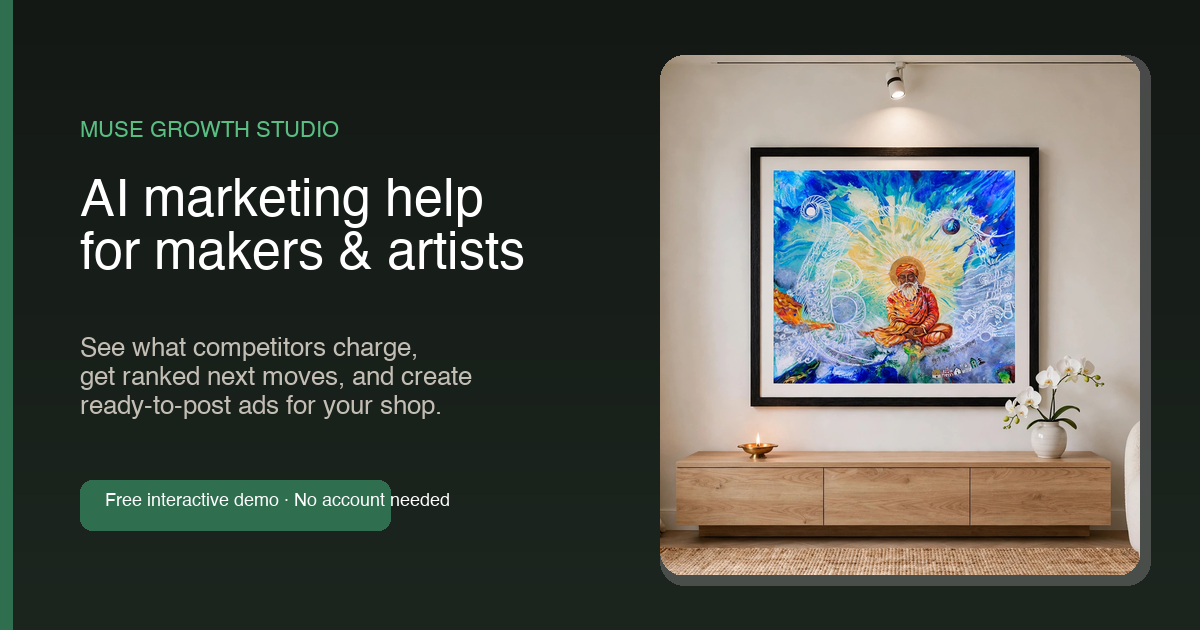 MUSE GROWTH STUDIO
AI marketing help
for makers & artists
See what competitors charge,
get ranked next moves, and create
ready-to-post ads for your shop.
Free interactive demo · No account needed